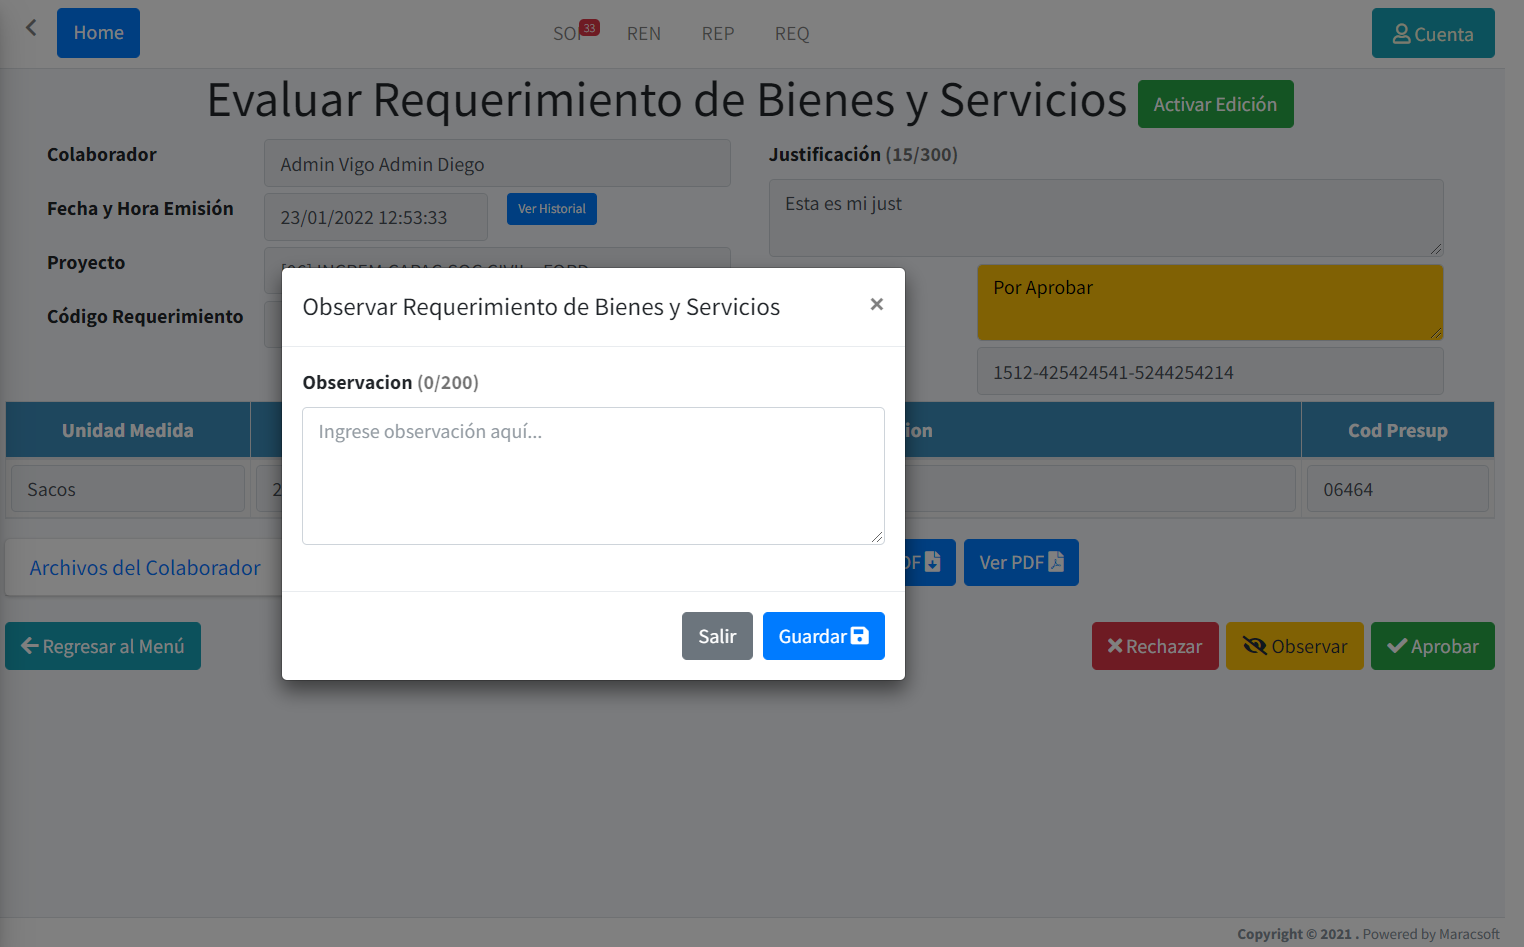 Home
SO
33
REN
REP
REQ
Cuenta
Evaluar Requerimiento de Bienes y Servicios
Activar Edición
Colaborador
Admin Vigo Admin Diego
Justificación (15/300)
Fecha y Hora Emisión
23/01/2022 12:53:33
Ver Historial
Esta es mi just
Proyecto
Por Aprobar
Código Requerimiento
1512-425424541-5244254214
Observar Requerimiento de Bienes y Servicios
×
Observacion (0/200)
Ingrese observación aquí...
Salir
Guardar
Unidad Medida
ion
Cod Presup
Sacos
2
06464
Archivos del Colaborador
DF
Ver PDF
Regresar al Menú
Rechazar
Observar
Aprobar
Copyright © 2021 . Powered by Maracsoft